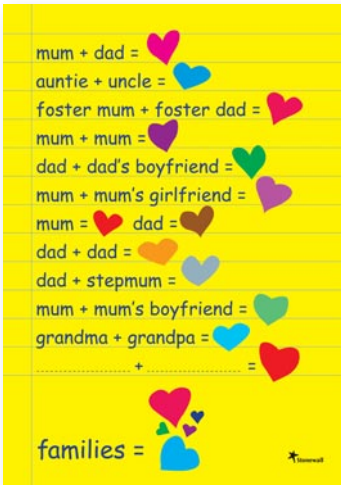 mum + dad =
auntie + uncle =
foster mum + foster dad =
mum + mum =
dad + dad's boyfriend =
mum + mum's girlfriend =
mum = dad =
dad + dad =
dad + stepmum =
mum + mum's boyfriend =
grandma + grandpa =
.................... + .................... =
families =
Stonewall